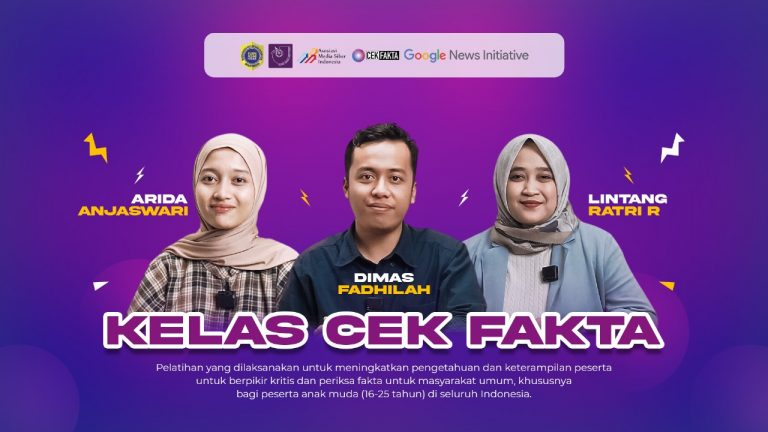 Asosiasi
Media Siber
Indonesia
CEKFAKTA
Google News Initiative
ARIDA
ANJASWARI
LINTANG
RATRI R
DIMAS
FADHILAH
KELAS CEK FAKTA
Pelatihan yang dilaksanakan untuk meningkatkan pengetahuan dan keterampilan peserta
untuk berpikir kritis dan periksa fakta untuk masyarakat umum, khususnya
bagi peserta anak muda (16-25 tahun) di seluruh Indonesia.